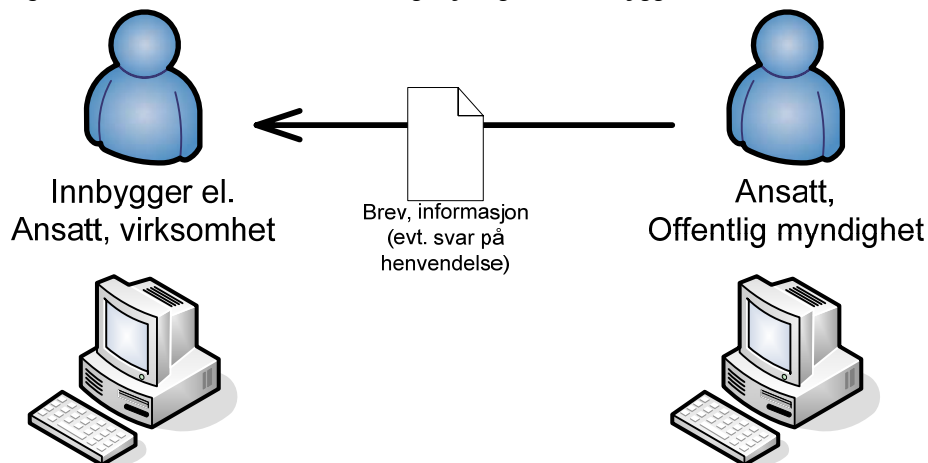 Innbygger el.
Ansatt, virksomhet
Brev, informasjon
(evt. svar på
henvendelse)
Ansatt,
Offentlig myndighet